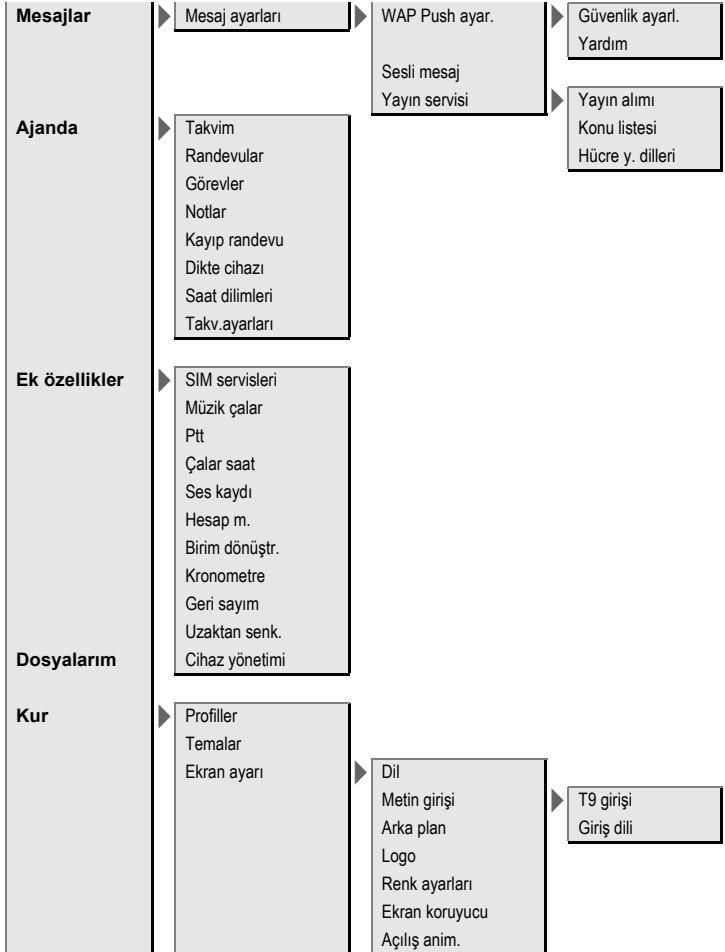 Mesajlar Mesaj ayarları WAP Push ayar. Güvenlik ayarl.
Yardım
Sesli mesaj
Yayın servisi Yayın alımı
Ajanda Takvim Konu listesi
Randevular Hücre y. dilleri
Görevler
Notlar
Kayıp randevu
Dikte cihazı
Saat dilimleri
Takv.ayarları
Ek özellikler SIM servisleri
Müzik çalar
Ptt
Çalar saat
Ses kaydı
Hesap m.
Birim dönüştr.
Kronometre
Geri sayım
Uzaktan senk.
Dosyalarım Cihaz yönetimi
Kur Profiller
Temalar
Ekran ayarı Dil
Metin girişi T9 girişi
Arka plan Giriş dili
Logo
Renk ayarları
Ekran koruyucu
Açılış anim.